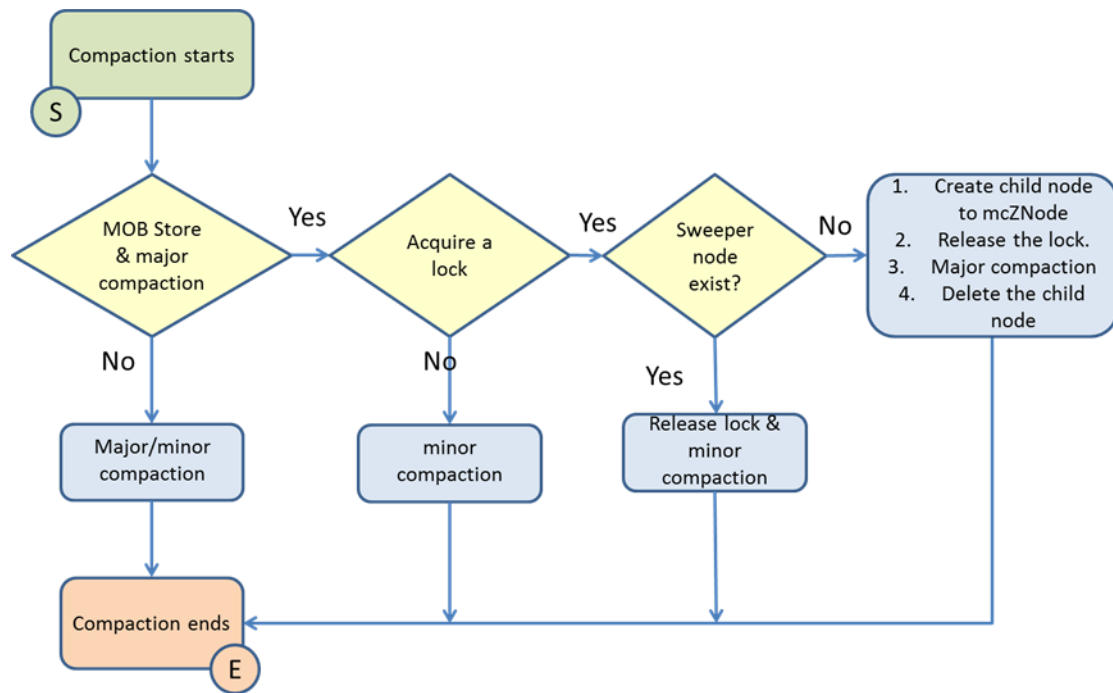 Compaction starts
S
MOB Store
& major
compaction
Yes
Acquire a
lock
Yes
Sweeper
node
exist?
No
1. Create child node
to mcZNode
2. Release the lock.
3. Major compaction
4. Delete the child
node
No
No
Yes
Major/minor
compaction
minor
compaction
Release lock &
minor
compaction
Compaction ends
E